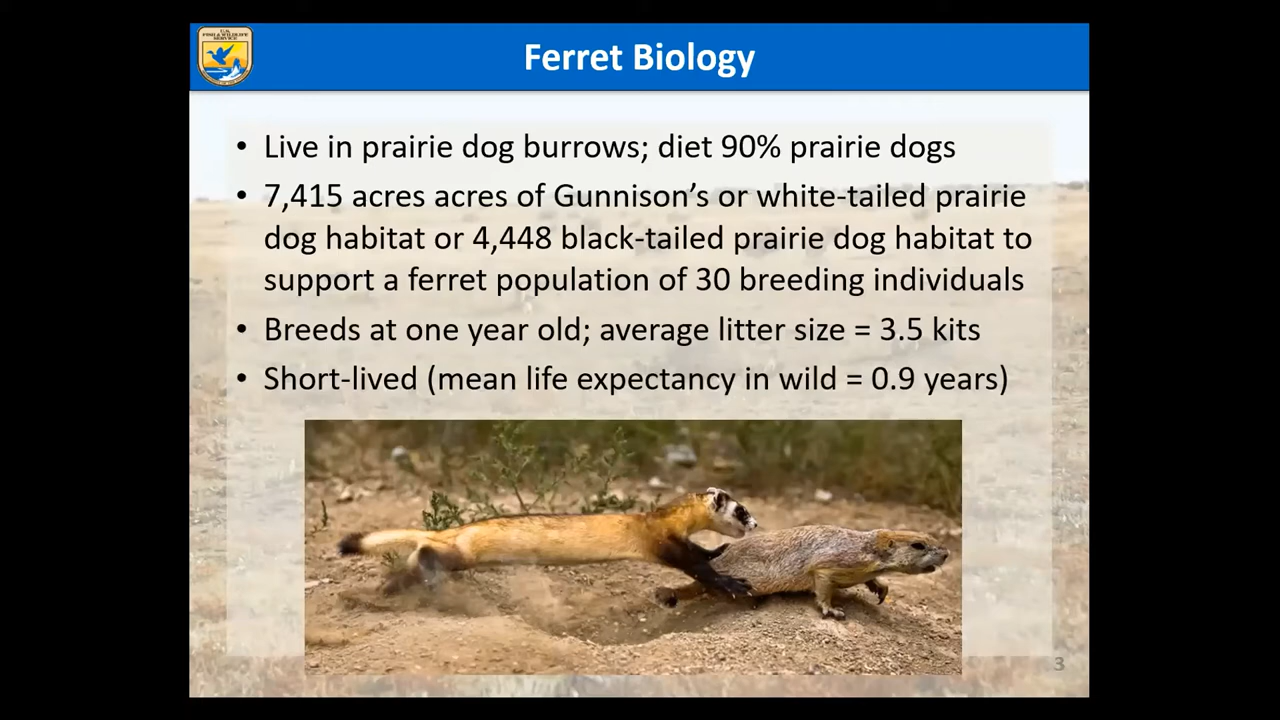 U.S.
FISH & WILDLIFE
SERVICE
Ferret Biology
• Live in prairie dog burrows; diet 90% prairie dogs
• 7,415 acres acres of Gunnison’s or white-tailed prairie
dog habitat or 4,448 black-tailed prairie dog habitat to
support a ferret population of 30 breeding individuals
• Breeds at one year old; average litter size = 3.5 kits
• Short-lived (mean life expectancy in wild = 0.9 years)
3